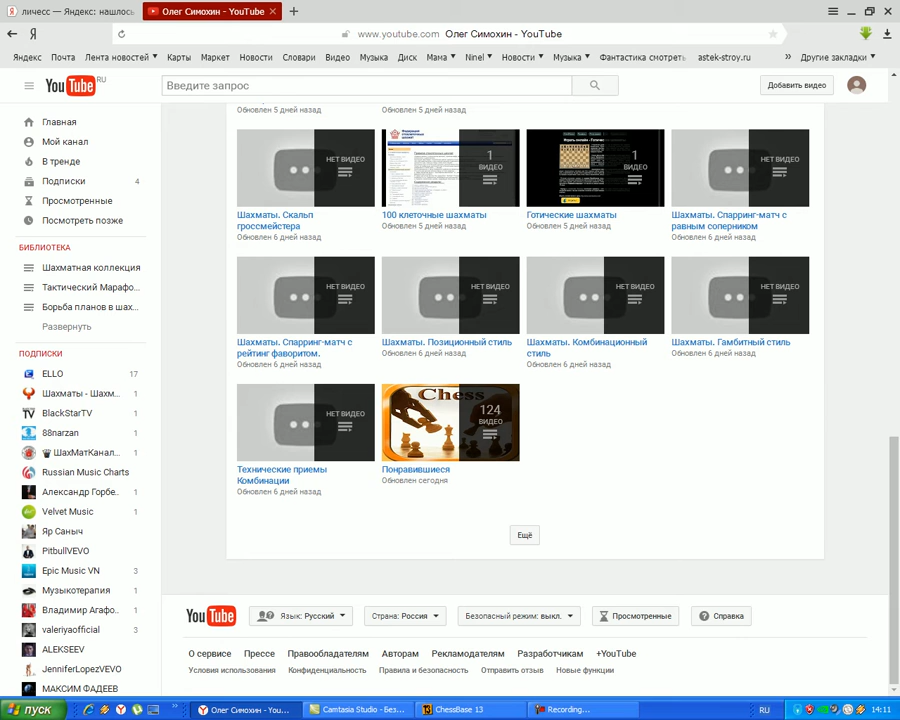 личесс — Яндекс: нашлось
Олег Симохин - YouTube
www.youtube.com Олег Симохин - YouTube
Яндекс Почта Лента новостей Карты Маркет Новости Словари Видео Музыка Диск Мама Ninel Новости Музыка Фантастика смотреть astek-stroy.ru Другие закладки
YouTube RU
Введите запрос
Добавить видео
Главная
Мой канал
В тренде
Подписки 4
Просмотренные
Посмотреть позже
БИБЛИОТЕКА
Шахматная коллекция
Тактический Марафо...
Борьба планов в шах...
Развернуть
ПОДПИСКИ
ELLO 17
Шахматы - Шахм... 1
BlackStarTV 1
88narzan 1
ШахМатКанал... 1
Russian Music Charts
Александр Горбе.. 1
Velvet Music 1
Яр Саныч
PitbullVEVO
Epic Music VN 3
Музыкотерапия 1
Владимир Агафо.. 1
valeriyaofficial 3
ALEKSEEV
JenniferLopezVEVO
МАКСИМ ФАДЕЕВ
Обновлен 5 дней назад
Обновлен 5 дней назад
НЕТ ВИДЕО
Шахматы. Скальп
гроссмейстера
Обновлен 6 дней назад
1
ВИДЕО
100 клеточные шахматы
Обновлен 5 дней назад
1
ВИДЕО
Готические шахматы
Обновлен 5 дней назад
НЕТ ВИДЕО
Шахматы. Спарринг-матч с
равным соперником
Обновлен 6 дней назад
НЕТ ВИДЕО
Шахматы. Спарринг-матч с
рейтинг фаворитом.
Обновлен 6 дней назад
НЕТ ВИДЕО
Шахматы. Позиционный стиль
Обновлен 6 дней назад
НЕТ ВИДЕО
Шахматы. Комбинационный
стиль
Обновлен 6 дней назад
НЕТ ВИДЕО
Шахматы. Гамбитный стиль
Обновлен 6 дней назад
НЕТ ВИДЕО
Технические приемы
Комбинации
Обновлен 6 дней назад
Chess
124
ВИДЕО
Понравившиеся
Обновлен сегодня
Ещё
YouTube
Язык: Русский
Страна: Россия
Безопасный режим: выкл.
Просмотренные
Справка
О сервисе Прессе Правообладателям Авторам Рекламодателям Разработчикам +YouTube
Условия использования Конфиденциальность Правила и безопасность Отправить отзыв Новые функции
пуск
Олег Симохин - You...
Camtasia Studio - Без...
ChessBase 13
Recording...
RU
14:11